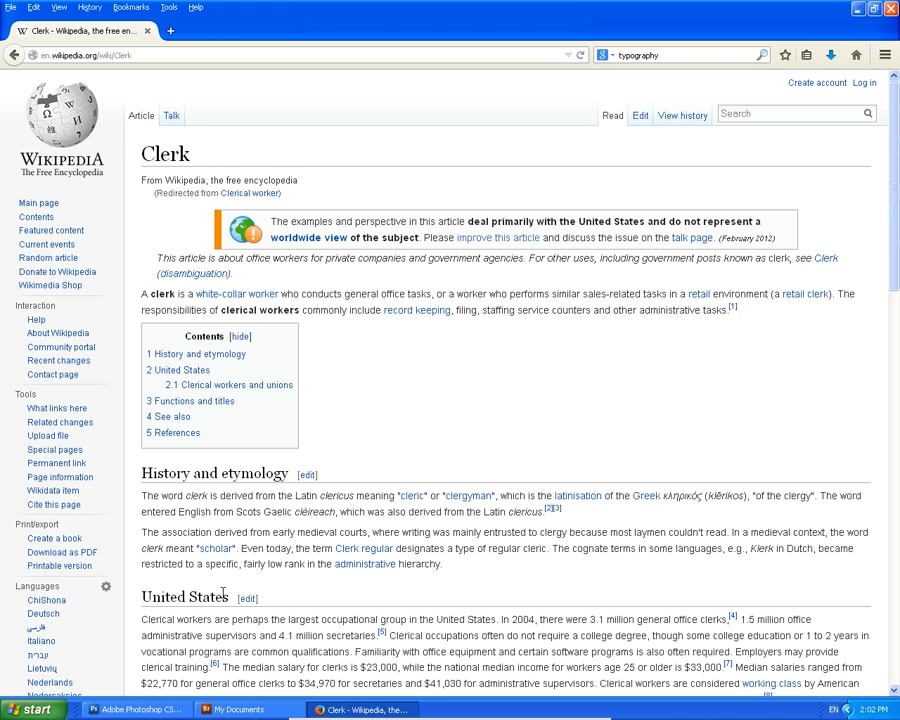 File Edit View History Bookmarks Tools Help
Clerk - Wikipedia, the free en...
en.wikipedia.org/wiki/Clerk
typography
Create account Log in
Article Talk
Read Edit View history
Search
WIKIPEDIA
The Free Encyclopedia
Main page
Contents
Featured content
Current events
Random article
Donate to Wikipedia
Wikimedia Shop
Interaction
Help
About Wikipedia
Community portal
Recent changes
Contact page
Tools
What links here
Related changes
Upload file
Special pages
Permanent link
Page information
Wikidata item
Cite this page
Print/export
Create a book
Download as PDF
Printable version
Languages
ChiShona
Deutsch
فارسی
Italiano
עברית
Lietuvių
Nederlands
Nedersaksies
Clerk
From Wikipedia, the free encyclopedia
(Redirected from Clerical worker)
The examples and perspective in this article deal primarily with the United States and do not represent a
worldwide view of the subject. Please improve this article and discuss the issue on the talk page. (February 2012)
This article is about office workers for private companies and government agencies. For other uses, including government posts known as clerk, see Clerk
(disambiguation).
A clerk is a white-collar worker who conducts general office tasks, or a worker who performs similar sales-related tasks in a retail environment (a retail clerk). The
responsibilities of clerical workers commonly include record keeping, filing, staffing service counters and other administrative tasks.[1]
Contents [hide]
1 History and etymology
2 United States
2.1 Clerical workers and unions
3 Functions and titles
4 See also
5 References
History and etymology [edit]
The word clerk is derived from the Latin clericus meaning "cleric" or "clergyman", which is the latinisation of the Greek κληρικός (klērikos), "of the clergy". The word
entered English from Scots Gaelic clèireach, which was also derived from the Latin clericus.[2][3]
The association derived from early medieval courts, where writing was mainly entrusted to clergy because most laymen couldn't read. In a medieval context, the word
clerk meant "scholar". Even today, the term Clerk regular designates a type of regular cleric. The cognate terms in some languages, e.g., Klerk in Dutch, became
restricted to a specific, fairly low rank in the administrative hierarchy.
United States [edit]
Clerical workers are perhaps the largest occupational group in the United States. In 2004, there were 3.1 million general office clerks,[4] 1.5 million office
administrative supervisors and 4.1 million secretaries.[5] Clerical occupations often do not require a college degree, though some college education or 1 to 2 years in
vocational programs are common qualifications. Familiarity with office equipment and certain software programs is also often required. Employers may provide
clerical training.[6] The median salary for clerks is $23,000, while the national median income for workers age 25 or older is $33,000.[7] Median salaries ranged from
$22,770 for general office clerks to $34,970 for secretaries and $41,030 for administrative supervisors. Clerical workers are considered working class by American
start
Adobe Photoshop CS...
My Documents
Clerk - Wikipedia, the...
EN
2:02 PM